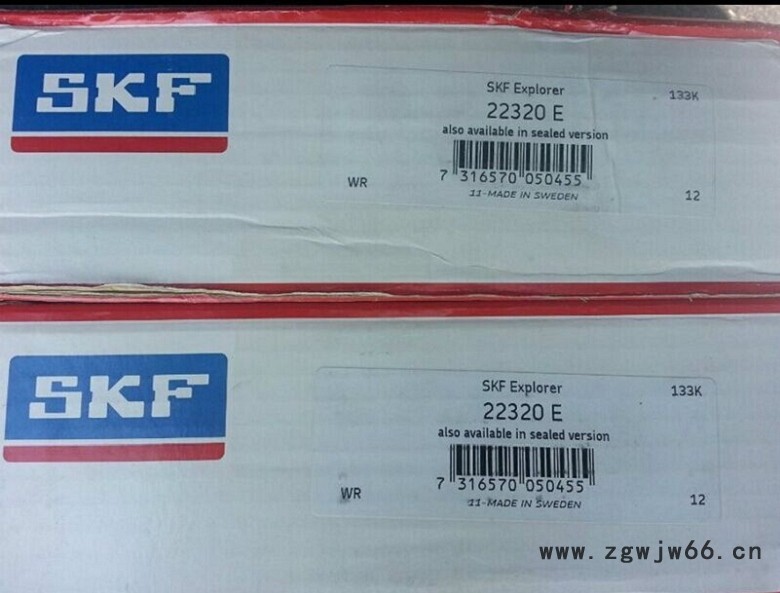 SKF
SKF Explorer
133K
22320 E
also available in sealed version
7 316570 050455
WR
11-MADE IN SWEDEN
12
SKF
SKF Explorer
133K
22320 E
also available in sealed version
7 316570 050455
WR
11-MADE IN SWEDEN
12
www.zgwjw66.cn